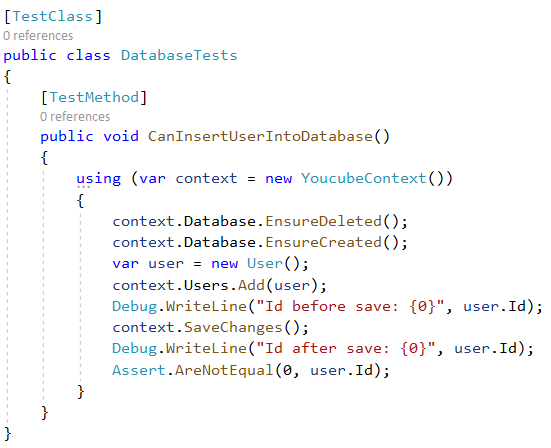 [TestClass]
0 references
public class DatabaseTests
{
    [TestMethod]
    0 references
    public void CanInsertUserIntoDatabase()
    {
        using (var context = new YoucubeContext())
        {
            context.Database.EnsureDeleted();
            context.Database.EnsureCreated();
            var user = new User();
            context.Users.Add(user);
            Debug.WriteLine("Id before save: {0}", user.Id);
            context.SaveChanges();
            Debug.WriteLine("Id after save: {0}", user.Id);
            Assert.AreNotEqual(0, user.Id);
        }
    }
}